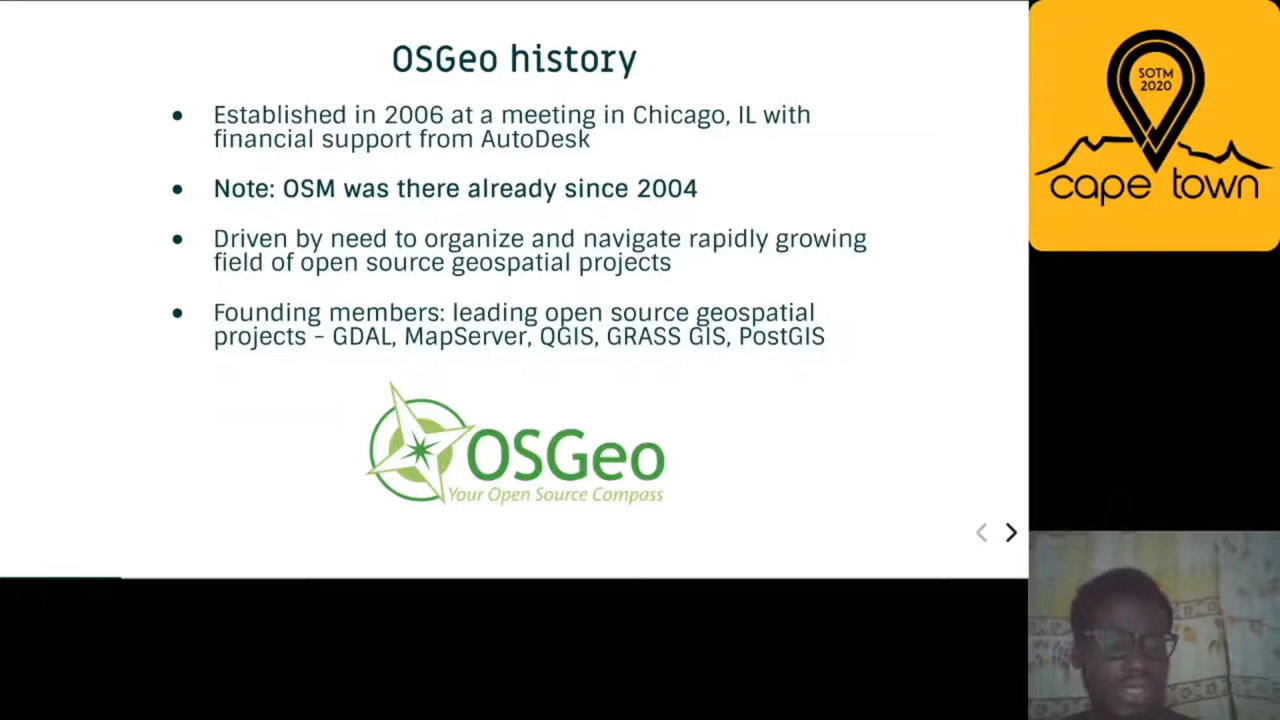 OSGeo history
• Established in 2006 at a meeting in Chicago, IL with
financial support from AutoDesk
• Note: OSM was there already since 2004
• Driven by need to organize and navigate rapidly growing
field of open source geospatial projects
• Founding members: leading open source geospatial
projects - GDAL, MapServer, QGIS, GRASS GIS, PostGIS
OSGeo
Your Open Source Compass
SOTM
2020
cape town